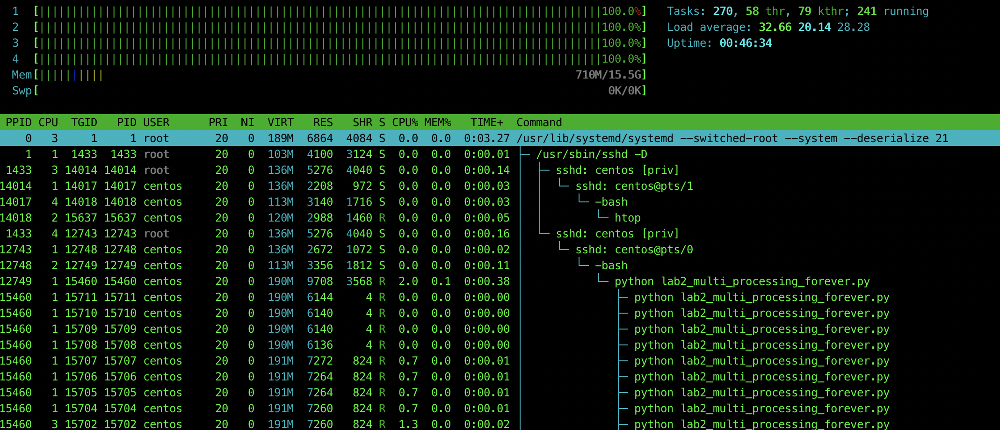 1 [100.0%] Tasks: 270, 58 thr, 79 kthr; 241 running
2 [100.0%] Load average: 32.66 20.14 28.28
3 [100.0%] Uptime: 00:46:34
4 [100.0%]
Mem[||||||||||710M/15.5G]
Swp[0K/0K]
PPID CPU TGID PID USER PRI NI VIRT RES SHR S CPU% MEM% TIME+ Command
0 3 1 1 root 20 0 189M 6864 4084 S 0.0 0.0 0:03.27 /usr/lib/systemd/systemd --switched-root --system --deserialize 21
1 1 1433 1433 root 20 0 103M 4100 3124 S 0.0 0.0 0:00.01 /usr/sbin/sshd -D
1433 3 14014 14014 root 20 0 136M 5276 4040 S 0.0 0.0 0:00.14 sshd: centos [priv]
14014 1 14017 14017 centos 20 0 136M 2208 972 S 0.0 0.0 0:00.03 sshd: centos@pts/1
14017 4 14018 14018 centos 20 0 113M 3140 1716 S 0.0 0.0 0:00.03 -bash
14018 2 15637 15637 centos 20 0 120M 2988 1460 R 0.0 0.0 0:00.05 htop
1433 4 12743 12743 root 20 0 136M 5276 4040 S 0.0 0.0 0:00.16 sshd: centos [priv]
12743 1 12748 12748 centos 20 0 136M 2672 1072 S 0.0 0.0 0:00.02 sshd: centos@pts/0
12748 2 12749 12749 centos 20 0 113M 3356 1812 S 0.0 0.0 0:00.11 -bash
12749 1 15460 15460 centos 20 0 190M 9708 3568 R 2.0 0.1 0:00.38 python lab2_multi_processing_forever.py
15460 1 15711 15711 centos 20 0 190M 6144 4 R 0.0 0.0 0:00.00 python lab2_multi_processing_forever.py
15460 1 15710 15710 centos 20 0 190M 6140 4 R 0.0 0.0 0:00.00 python lab2_multi_processing_forever.py
15460 1 15709 15709 centos 20 0 190M 6140 4 R 0.0 0.0 0:00.00 python lab2_multi_processing_forever.py
15460 1 15708 15708 centos 20 0 190M 6136 4 R 0.0 0.0 0:00.00 python lab2_multi_processing_forever.py
15460 1 15707 15707 centos 20 0 191M 7272 824 R 0.7 0.0 0:00.01 python lab2_multi_processing_forever.py
15460 1 15706 15706 centos 20 0 191M 7264 824 R 0.7 0.0 0:00.01 python lab2_multi_processing_forever.py
15460 1 15705 15705 centos 20 0 191M 7264 824 R 0.7 0.0 0:00.01 python lab2_multi_processing_forever.py
15460 1 15704 15704 centos 20 0 191M 7260 824 R 0.7 0.0 0:00.01 python lab2_multi_processing_forever.py
15460 3 15702 15702 centos 20 0 191M 7260 824 R 1.3 0.0 0:00.02 python lab2_multi_processing_forever.py